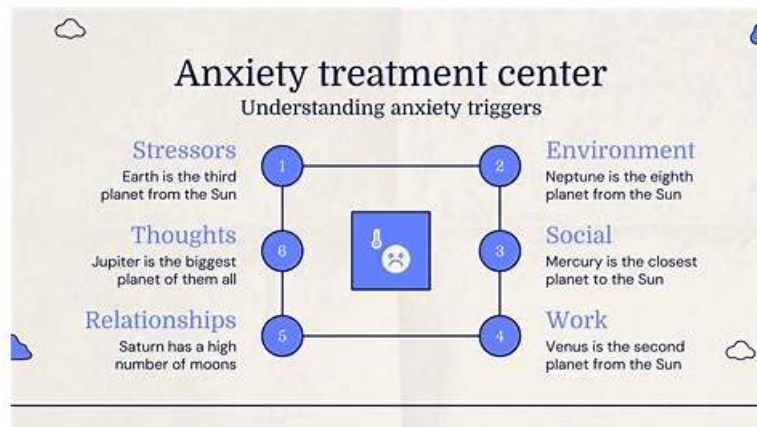 Anxiety treatment center
Understanding anxiety triggers
Stressors
Earth is the third
planet from the Sun
1
2
Environment
Neptune is the eighth
planet from the Sun
Thoughts
Jupiter is the biggest
planet of them all
6
3
Social
Mercury is the closest
planet to the Sun
Relationships
Saturn has a high
number of moons
5
4
Work
Venus is the second
planet from the Sun